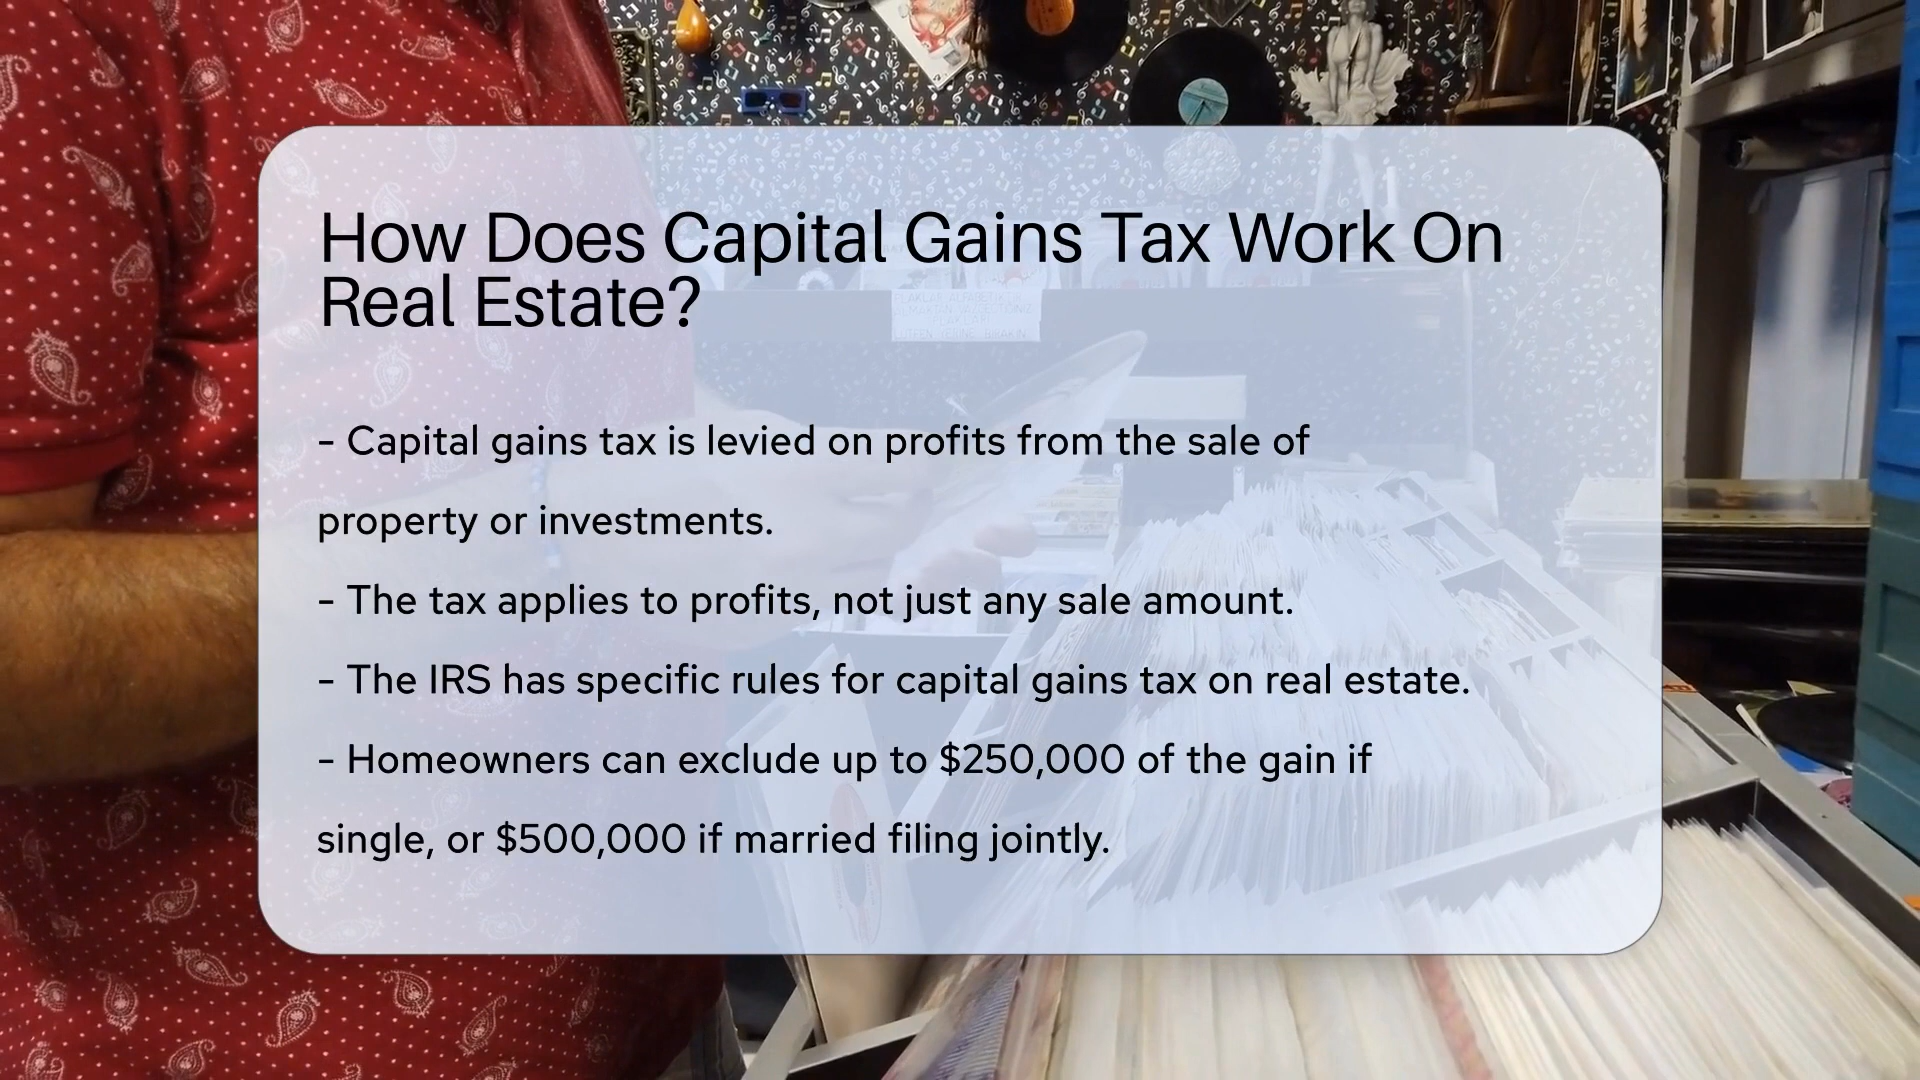 How Does Capital Gains Tax Work On
Real Estate?
- Capital gains tax is levied on profits from the sale of
property or investments.
- The tax applies to profits, not just any sale amount.
- The IRS has specific rules for capital gains tax on real estate.
- Homeowners can exclude up to $250,000 of the gain if
single, or $500,000 if married filing jointly.